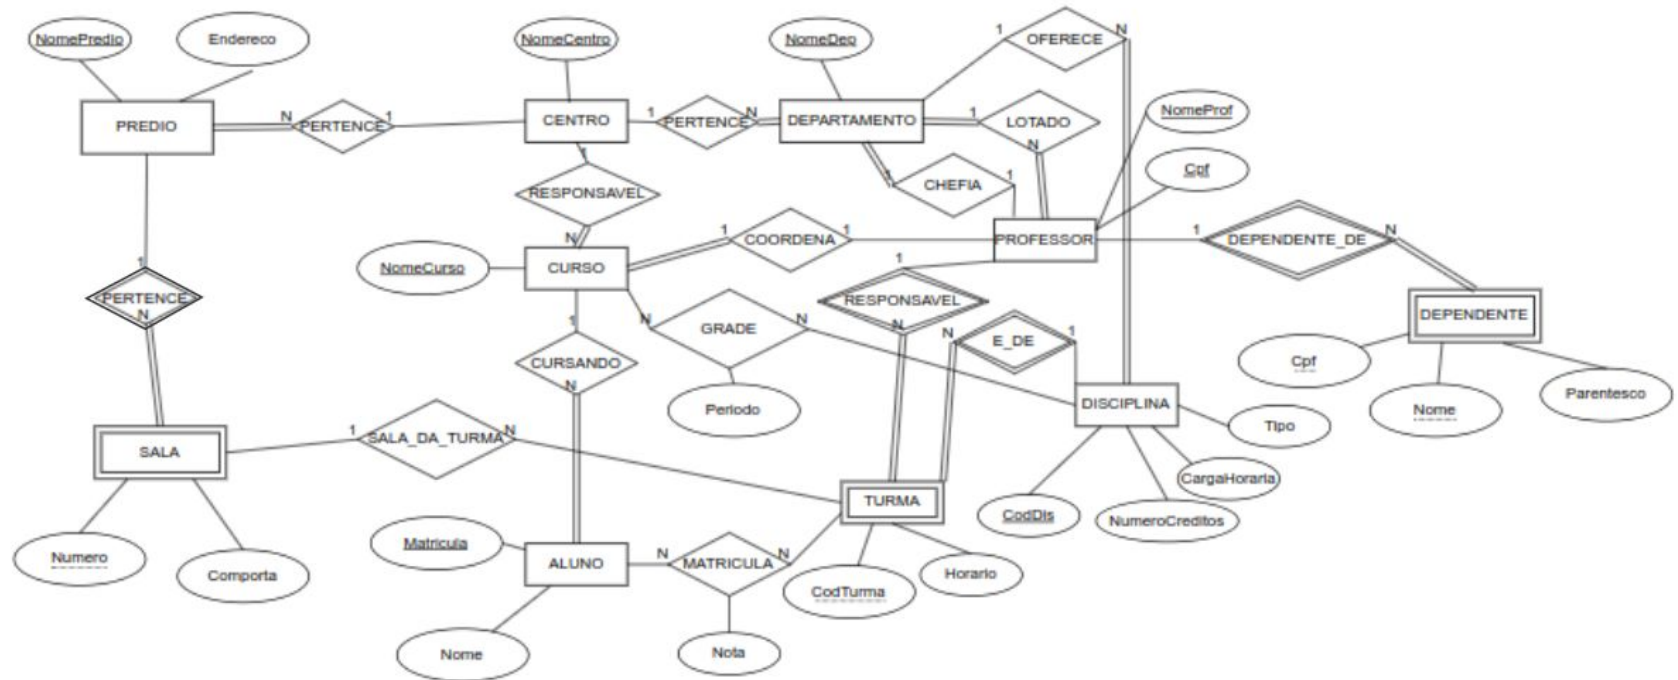 NomePredio
Endereco
NomeCentro
NomeDep
1
OFERECE
N
PREDIO
N
PERTENCE
1
CENTRO
1
PERTENCE
N
DEPARTAMENTO
1
LOTADO
N
NomeProf
Cpf
1
RESPONSAVEL
N
1
CHEFIA
1
NomeCurso
CURSO
1
COORDENA
1
PROFESSOR
1
DEPENDENTE_DE
N
1
PERTENCE
N
1
RESPONSAVEL
N
N
GRADE
N
N
E_DE
1
DEPENDENTE
1
CURSANDO
N
Periodo
Cpf
Nome
Parentesco
DISCIPLINA
Tipo
SALA
1
SALA_DA_TURMA
N
CargaHoraria
TURMA
CodDis
NumeroCreditos
Numero
Comporta
Matricula
ALUNO
N
MATRICULA
N
CodTurma
Horario
Nome
Nota